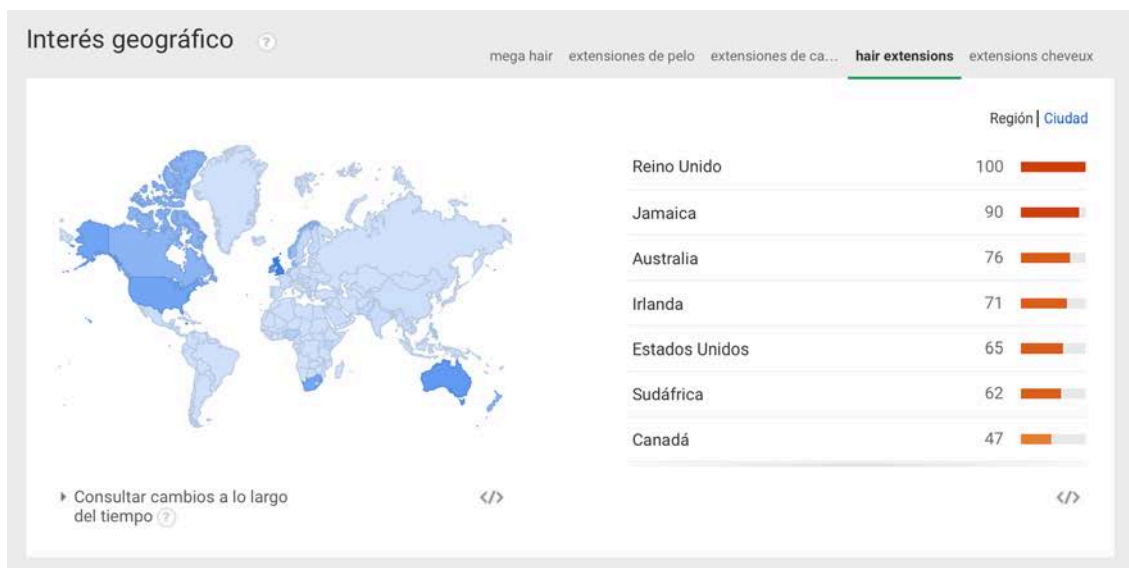 Interés geográfico ?
mega hair extensiones de pelo extensiones de ca... hair extensions extensions cheveux
Región | Ciudad
Reino Unido 100
Jamaica 90
Australia 76
Irlanda 71
Estados Unidos 65
Sudáfrica 62
Canadá 47
Consultar cambios a lo largo
del tiempo ?
</>
</>